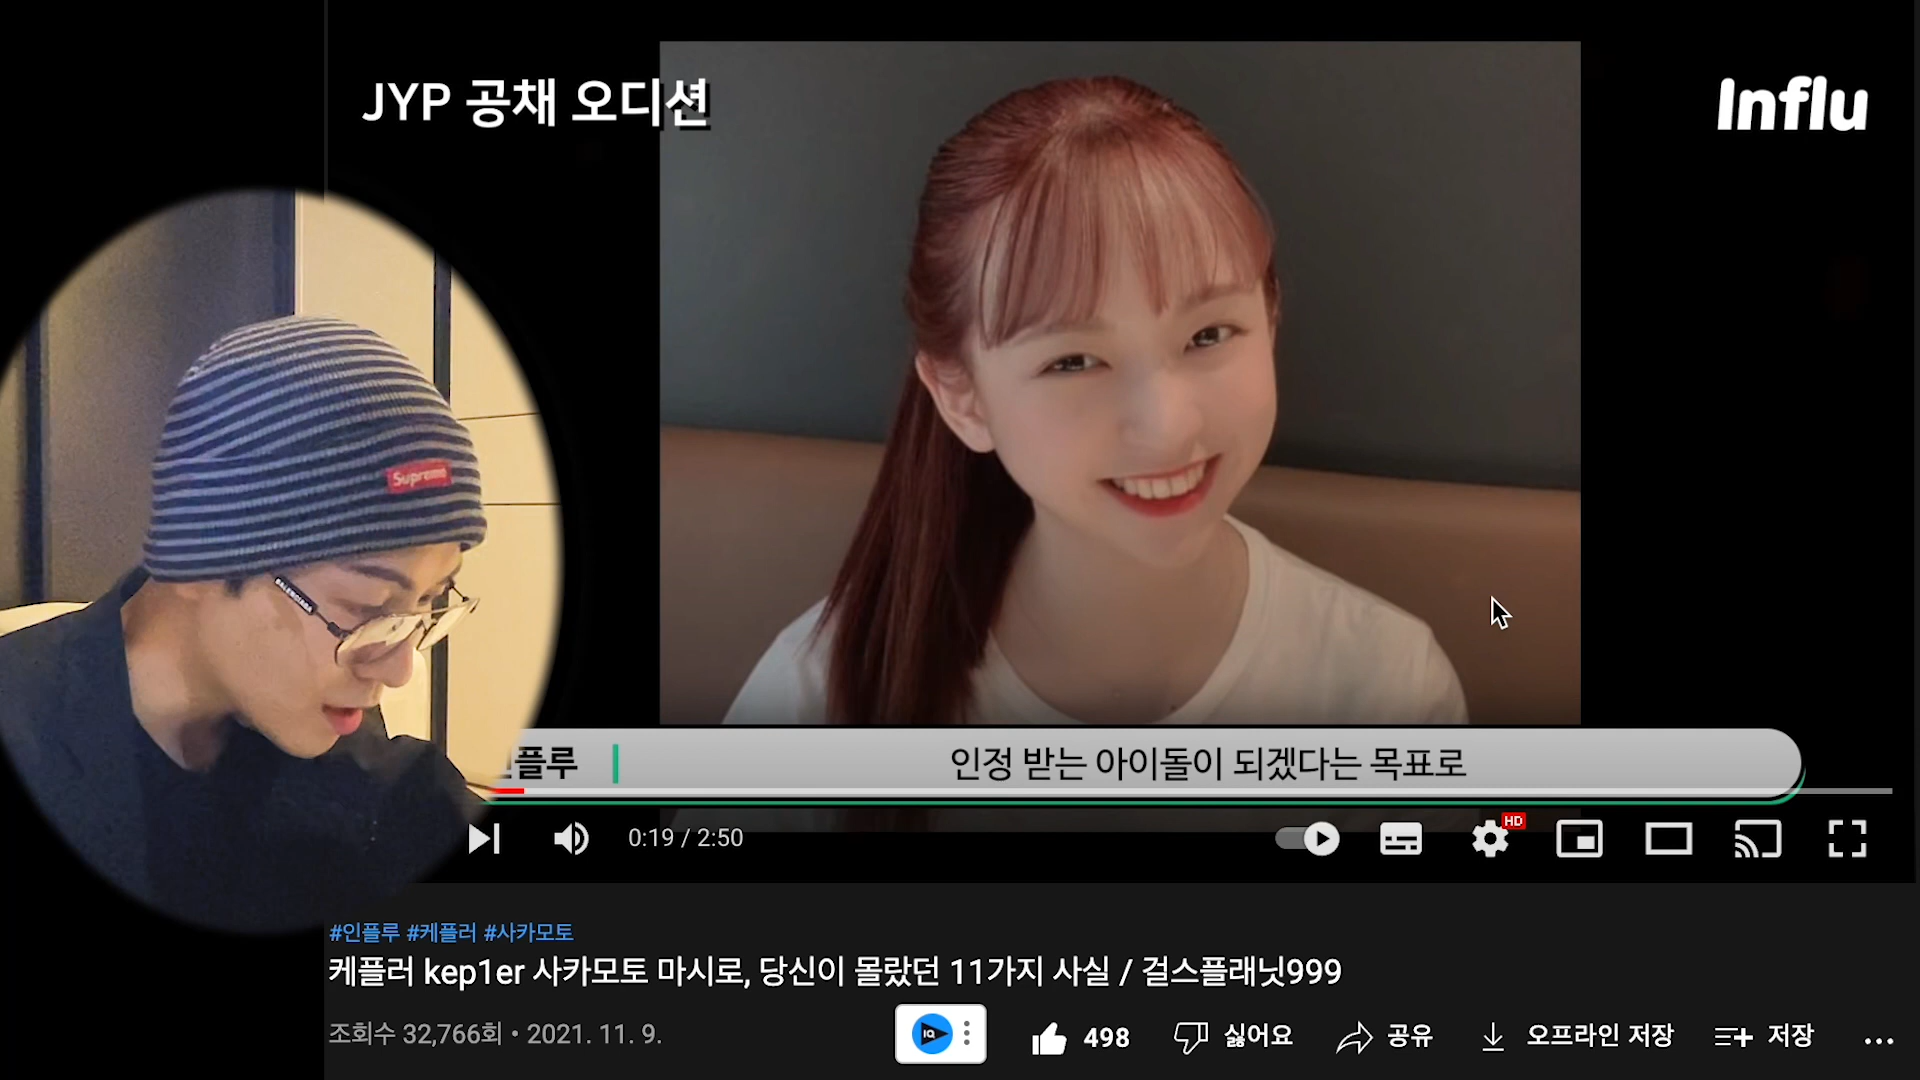 JYP 공채 오디션
Influ
Supreme
BALENCIAGA
플루
인정 받는 아이돌이 되겠다는 목표로
0:19 / 2:50
HD
#인플루 #케플러 #사카모토
케플러 kep1er 사카모토 마시로, 당신이 몰랐던 11가지 사실 / 걸스플래닛999
조회수 32,766회 • 2021. 11. 9.
IQ
498
싫어요
공유
오프라인 저장
저장